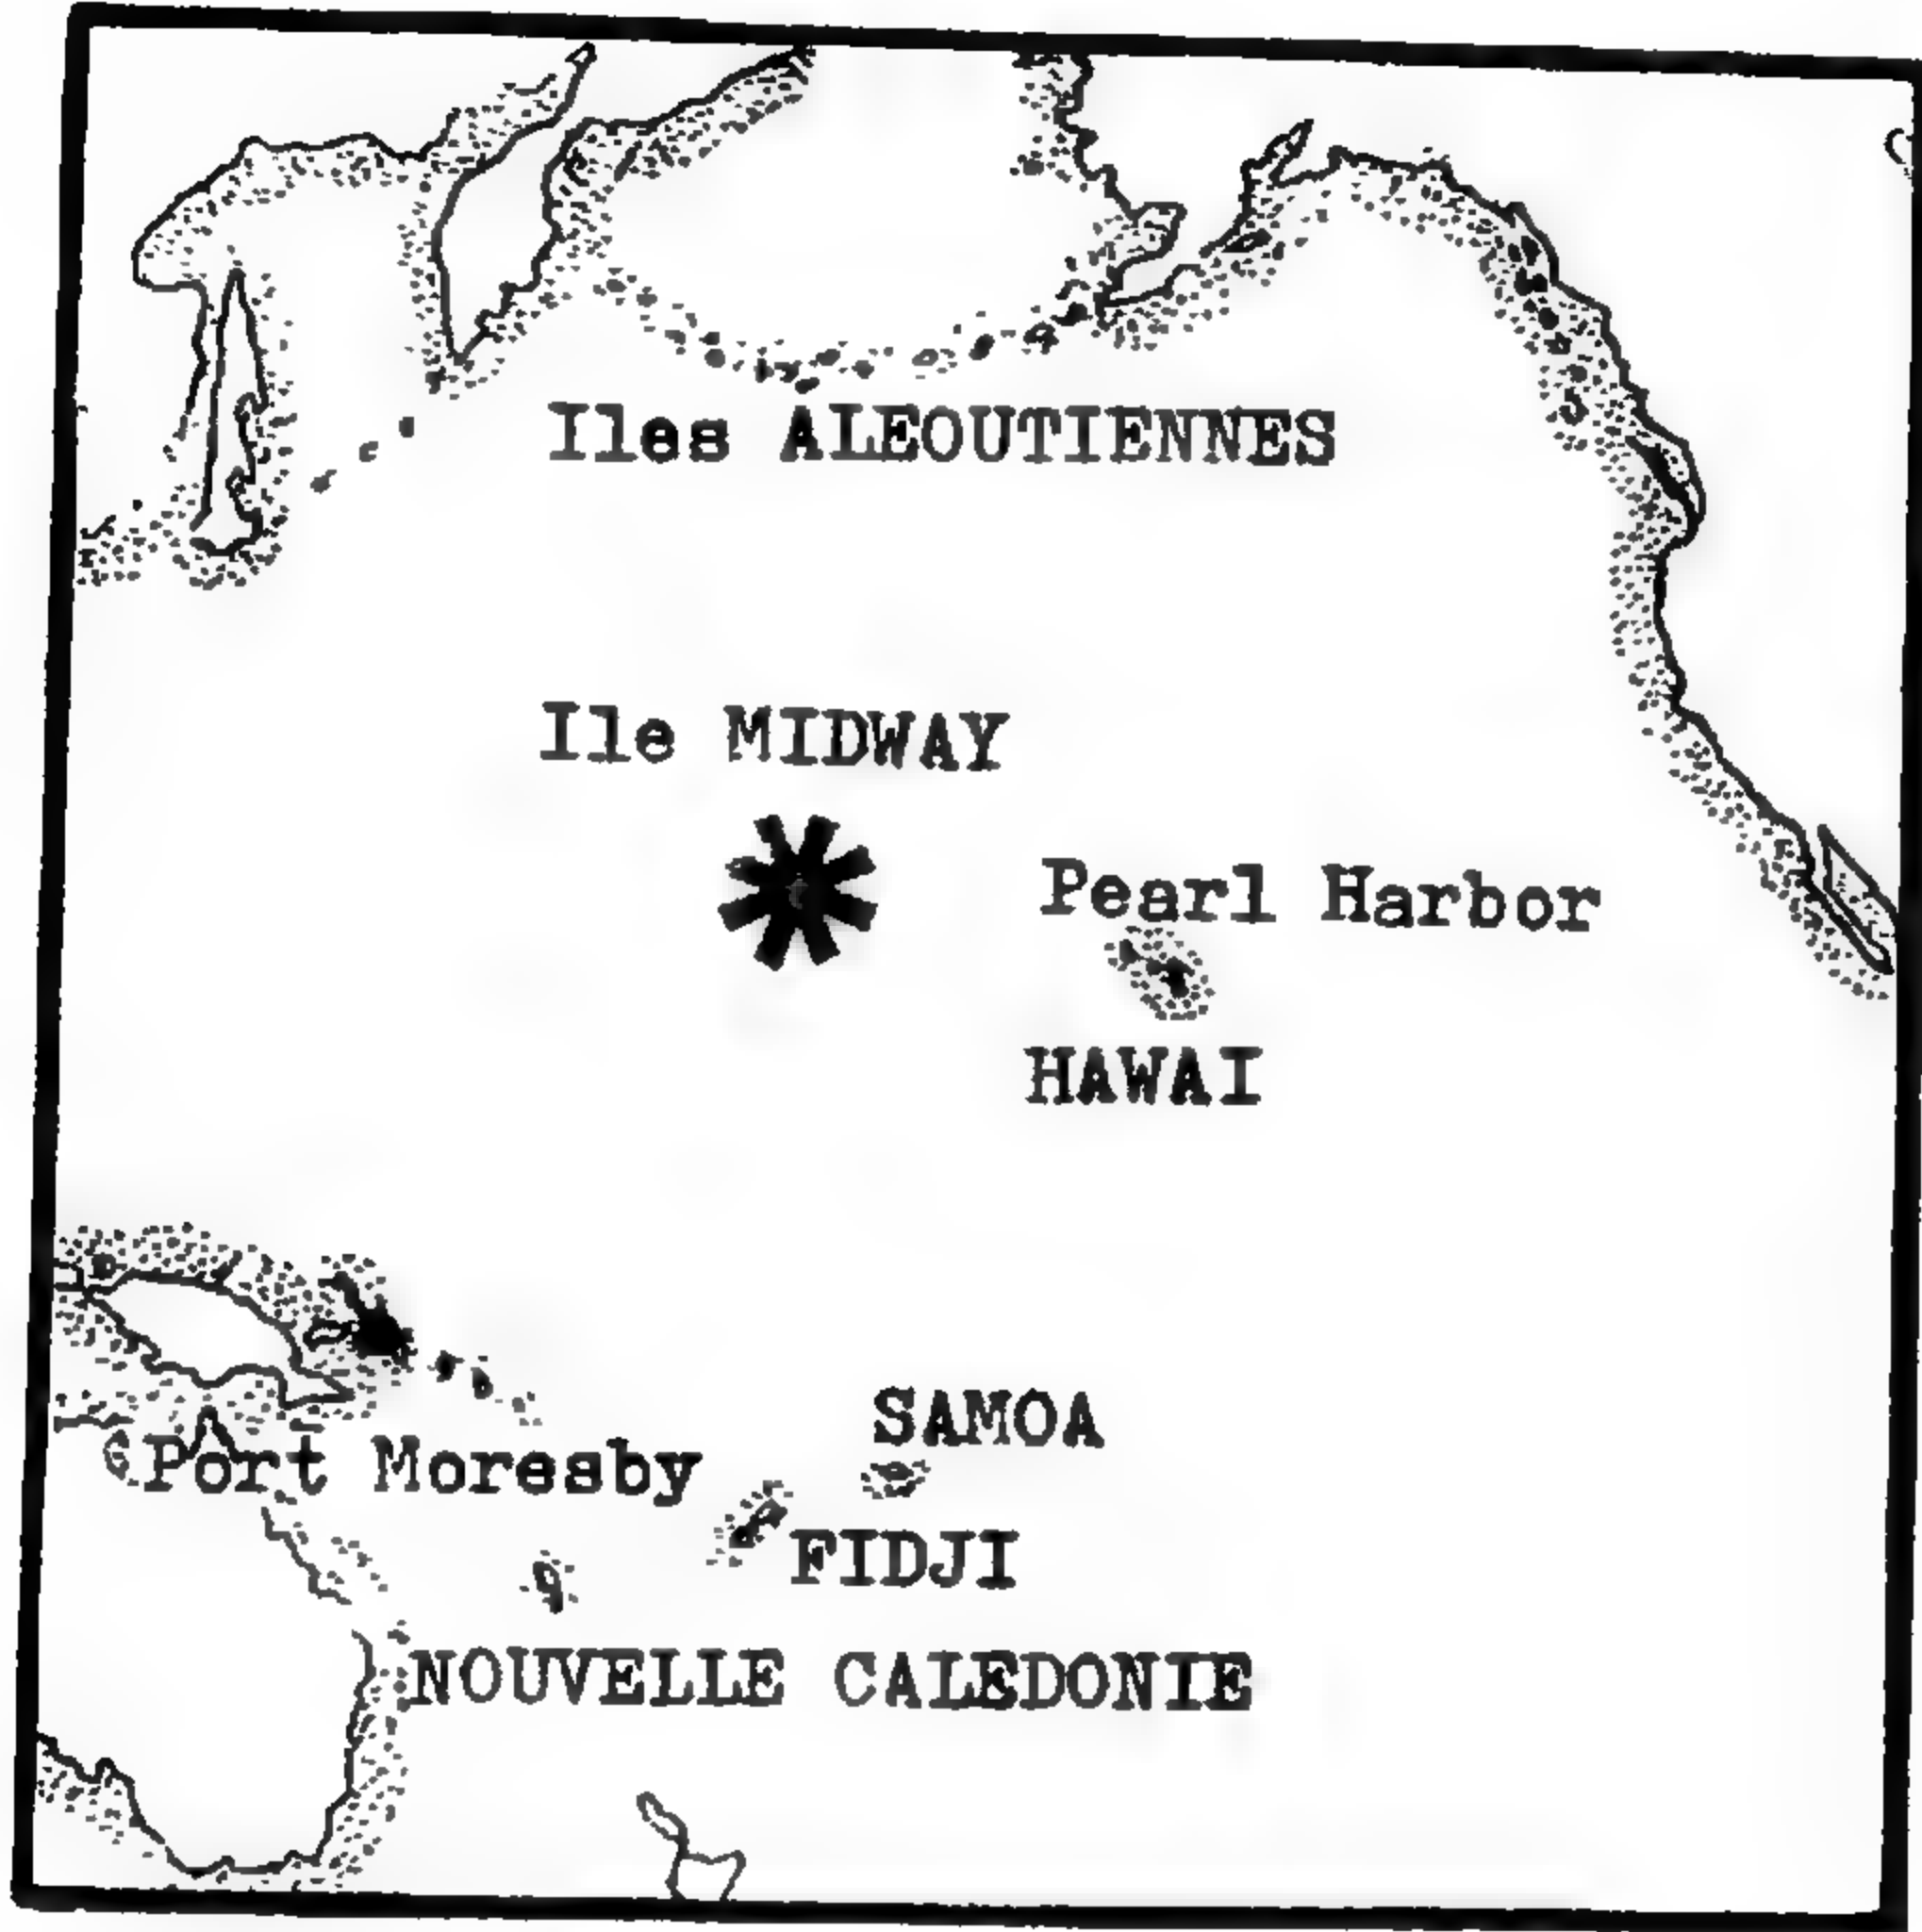 Iles ALEOUTIENNES
Ile MIDWAY
Pearl Harbor
HAWAI
SAMOA
Port Moresby
FIDJI
NOUVELLE CALEDONIE